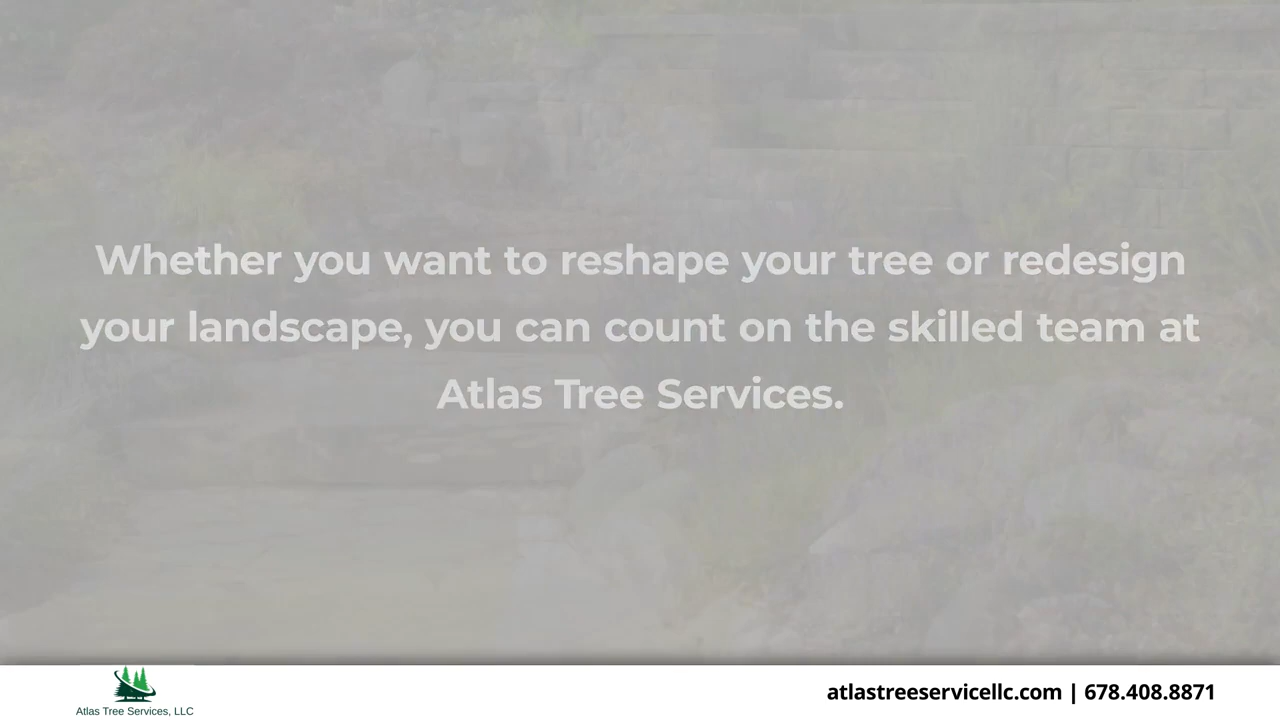 Whether you want to reshape your tree or redesign
your landscape, you can count on the skilled team at
Atlas Tree Services.
Atlas Tree Services, LLC
atlastreeservicellc.com | 678.408.8871